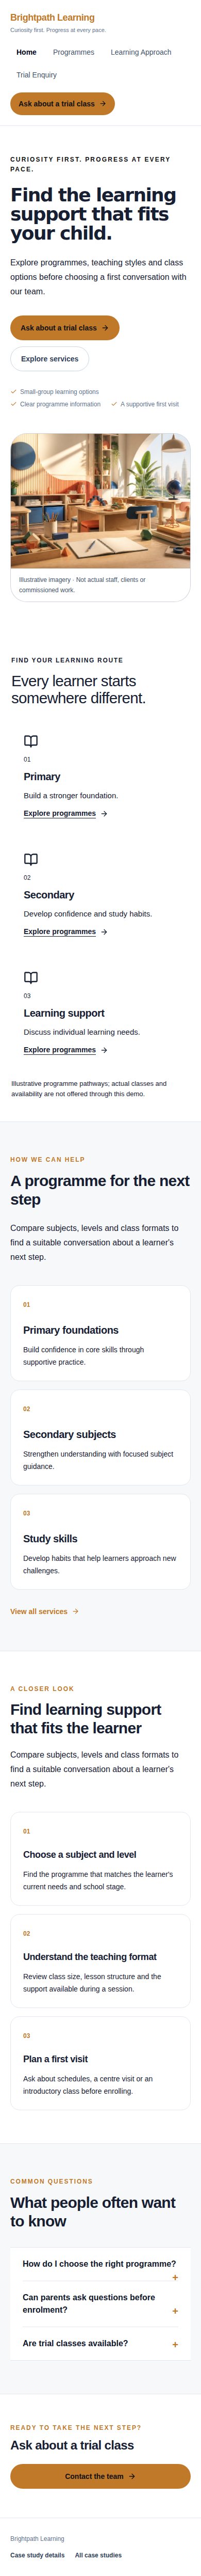 Brightpath Learning
Curiosity first. Progress at every pace.
Home
Programmes
Learning Approach
Trial Enquiry
Ask about a trial class
CURIOSITY FIRST. PROGRESS AT EVERY
PACE.
Find the learning
support that fits
your child.
Explore programmes, teaching styles and class
options before choosing a first conversation with
our team.
Ask about a trial class
Explore services
Small-group learning options
Clear programme information
A supportive first visit
Illustrative imagery · Not actual staff, clients or
commissioned work.
FIND YOUR LEARNING ROUTE
Every learner starts
somewhere different.
01
Primary
Build a stronger foundation.
Explore programmes
02
Secondary
Develop confidence and study habits.
Explore programmes
03
Learning support
Discuss individual learning needs.
Explore programmes
Illustrative programme pathways; actual classes and
availability are not offered through this demo.
HOW WE CAN HELP
A programme for the next
step
Compare subjects, levels and class formats to
find a suitable conversation about a learner's
next step.
01
Primary foundations
Build confidence in core skills through
supportive practice.
02
Secondary subjects
Strengthen understanding with focused subject
guidance.
03
Study skills
Develop habits that help learners approach new
challenges.
View all services
A CLOSER LOOK
Find learning support
that fits the learner
Compare subjects, levels and class formats to
find a suitable conversation about a learner's
next step.
01
Choose a subject and level
Find the programme that matches the learner's
current needs and school stage.
02
Understand the teaching format
Review class size, lesson structure and the
support available during a session.
03
Plan a first visit
Ask about schedules, a centre visit or an
introductory class before enrolling.
COMMON QUESTIONS
What people often want
to know
How do I choose the right programme?
+
Can parents ask questions before
enrolment?
+
Are trial classes available?
+
READY TO TAKE THE NEXT STEP?
Ask about a trial class
Contact the team
Brightpath Learning
Case study details
All case studies